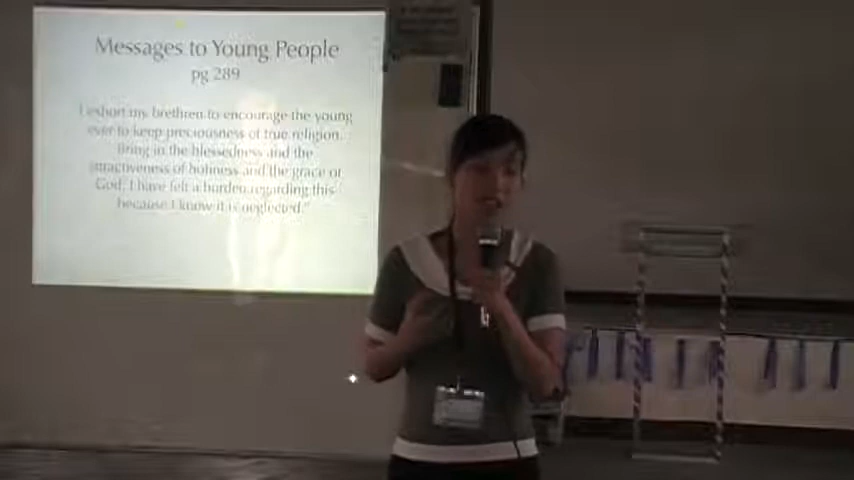 Messages to Young People
pg 289
I exhort my brethren to encourage the young
ever to keep preciousness of true religion.
Bring in the blessedness and the
attractiveness of holiness and the grace of
God. I have felt a burden regarding this
because I know it is neglected."